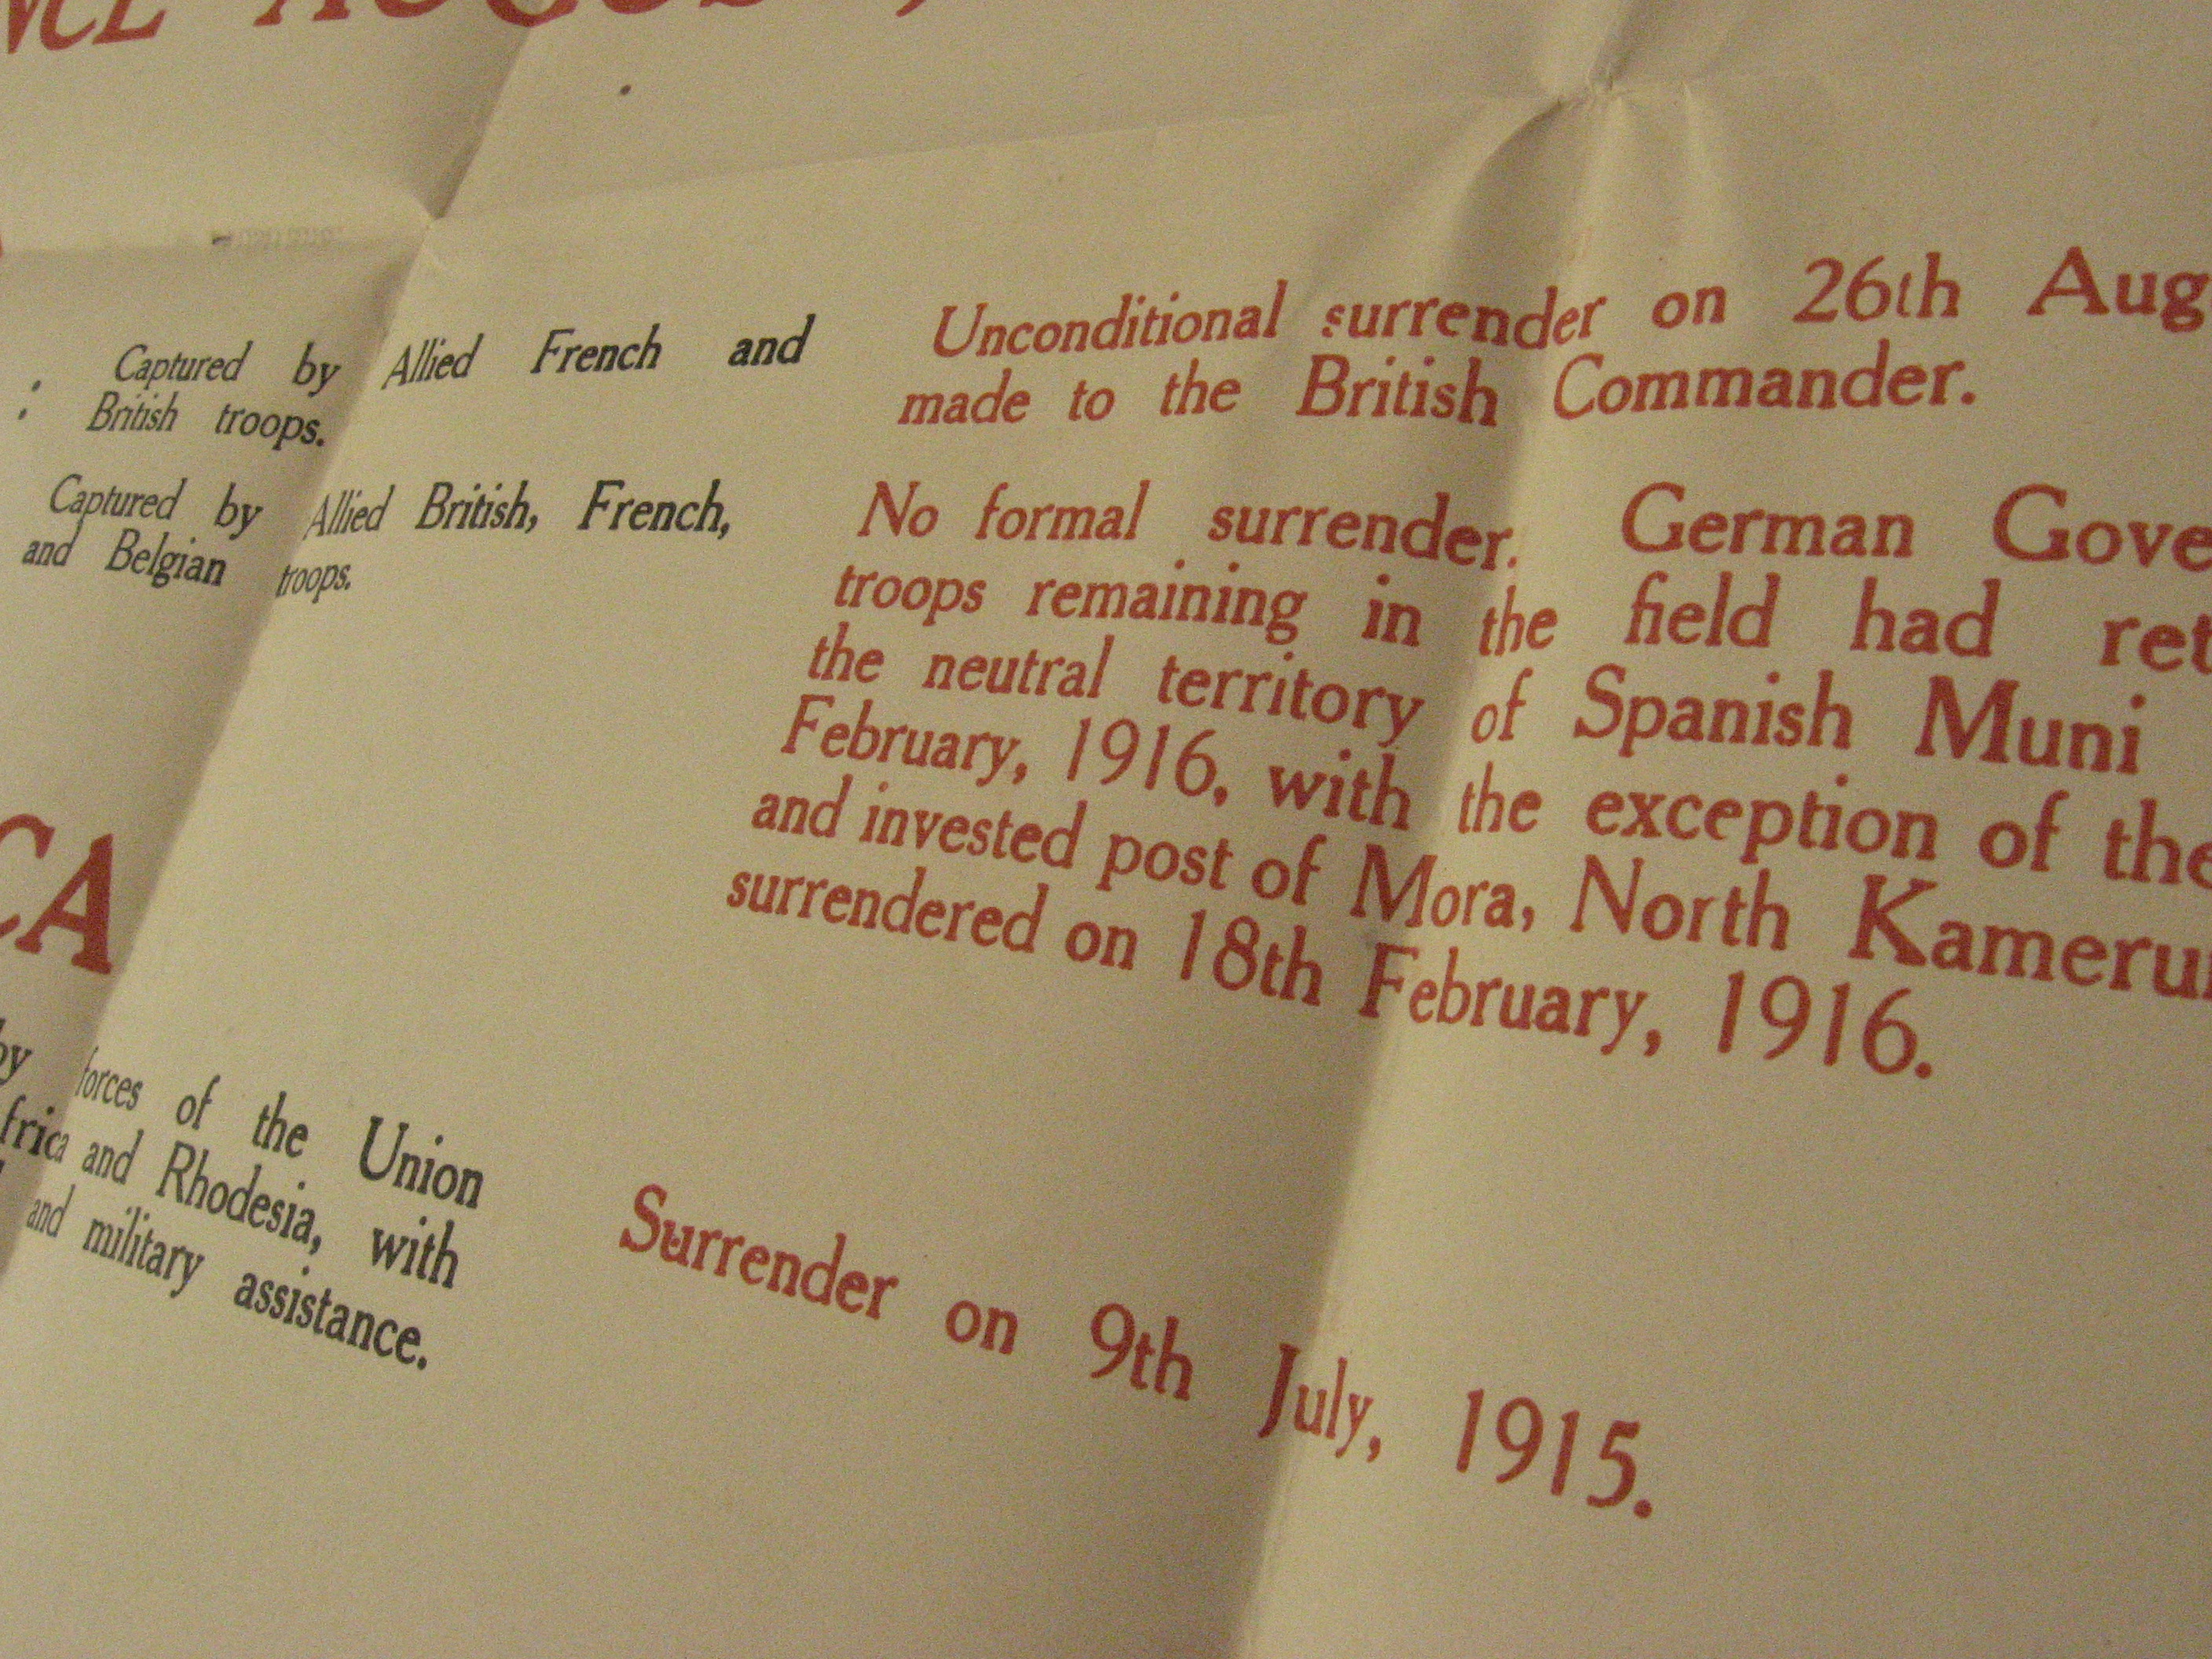 AUGUS
Captured by Allied French and
British troops.
Unconditional surrender on 26th Aug
made to the British Commander.
Captured by Allied British, French,
and Belgian troops.
No formal surrender. German Gove
troops remaining in the field had ret
the neutral territory of Spanish Muni
February, 1916, with the exception of the
and invested post of Mora, North Kameru
surrendered on 18th February, 1916.
CA
by forces of the Union
frica and Rhodesia, with
and military assistance.
Surrender on 9th July, 1915.